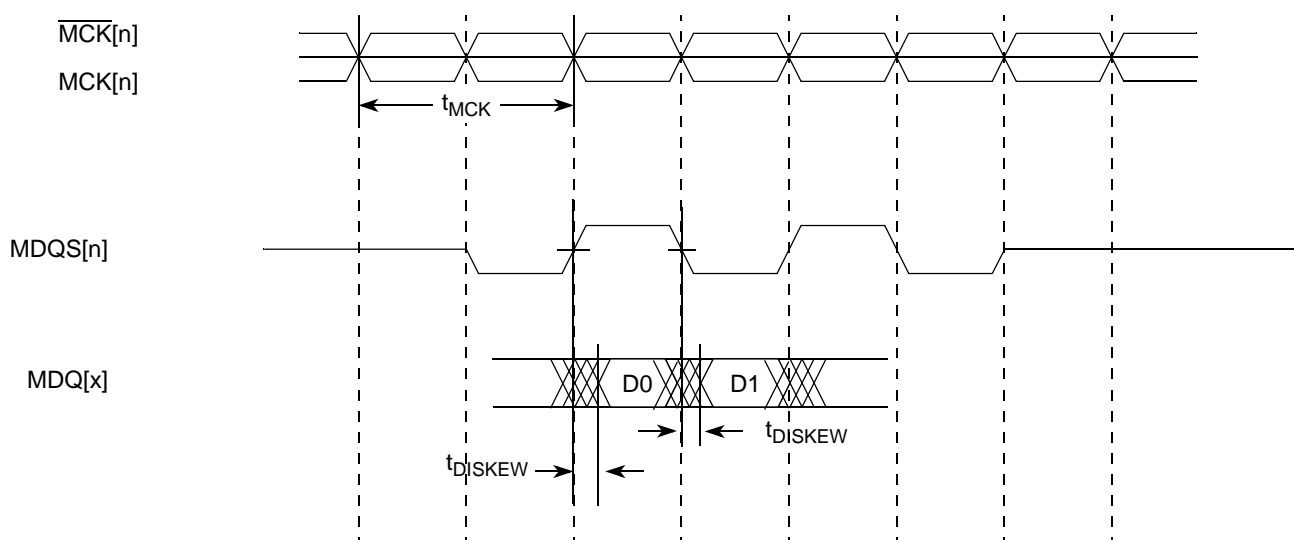 MCK[n]
MCK[n]
tMCK
MDQS[n]
MDQ[x]
D0
D1
tDISKEW
tDISKEW